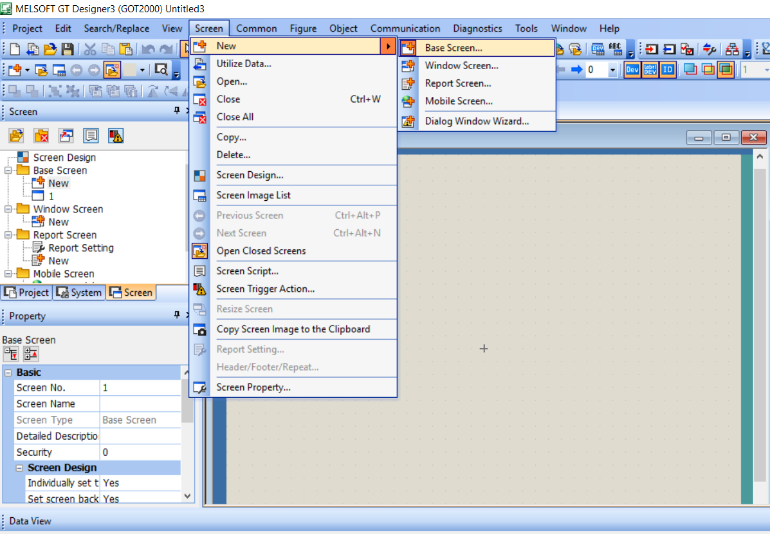 MELSOFT GT Designer3 (GOT2000) Untitled3
Project Edit Search/Replace View Screen Common Figure Object Communication Diagnostics Tools Window Help
New
Base Screen...
Utilize Data...
Window Screen...
Open...
Report Screen...
Close Ctrl+W
Mobile Screen...
Close All
Dialog Window Wizard...
Copy...
Delete...
Screen Design...
Screen Image List
Previous Screen Ctrl+Alt+P
Next Screen Ctrl+Alt+N
Open Closed Screens
Screen Script...
Screen Trigger Action...
Resize Screen
Copy Screen Image to the Clipboard
Report Setting...
Header/Footer/Repeat...
Screen Property...
0
Dev
ID
1
Screen
Screen Design
Base Screen
New
1
Window Screen
New
Report Screen
Report Setting
New
Mobile Screen
Project System Screen
Property
Base Screen
Basic
Screen No. 1
Screen Name
Screen Type Base Screen
Detailed Descriptio
Security 0
Screen Design
Individually set t Yes
Set screen back Yes
Data View